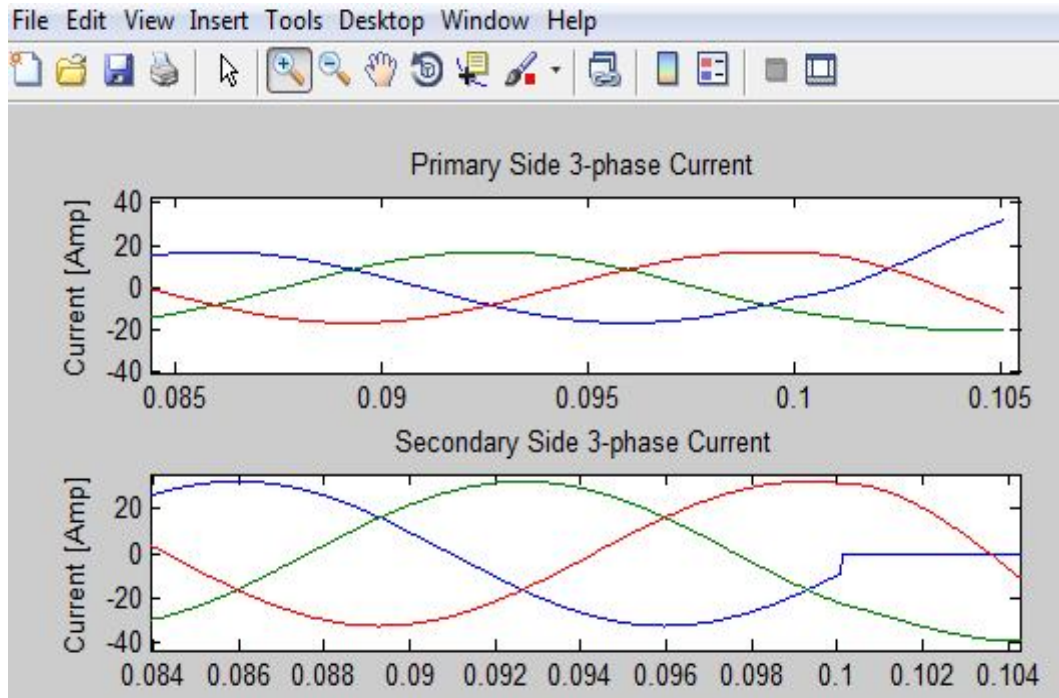 File Edit View Insert Tools Desktop Window Help
Primary Side 3-phase Current
Current [Amp]
40
20
0
-20
-40
0.085 0.09 0.095 0.1 0.105
Secondary Side 3-phase Current
Current [Amp]
20
0
-20
-40
0.084 0.086 0.088 0.09 0.092 0.094 0.096 0.098 0.1 0.102 0.104